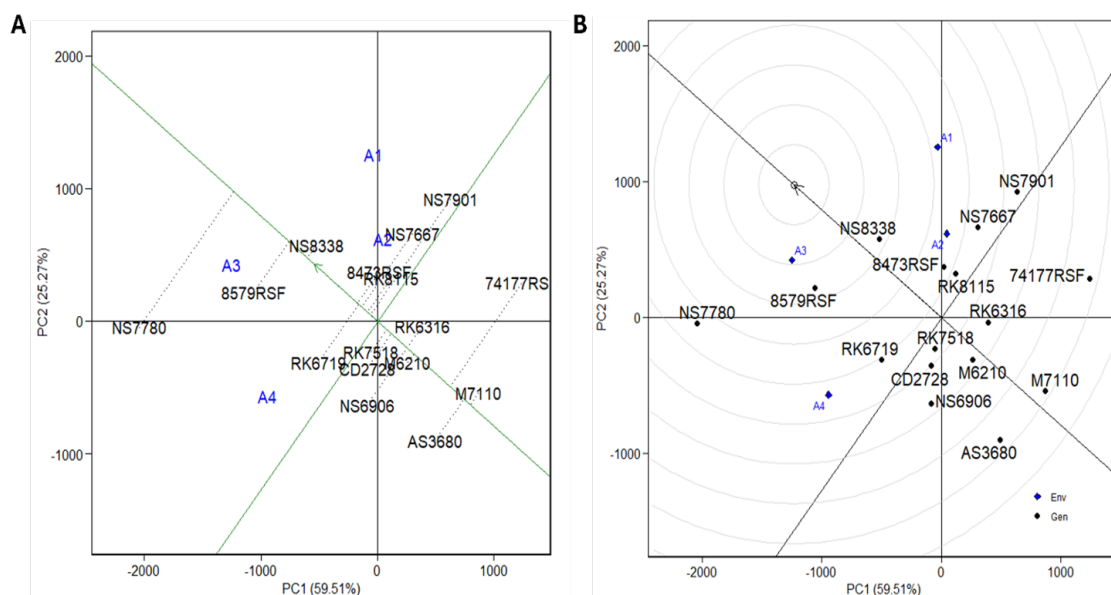 A
2000
1000
0
-1000
PC2 (25.27%)
A1
NS7901
A2
NS7667
NS8338
8473RSF
RK8115
A3
8579RSF
74177RS
NS7780
RK6316
RK7518
RK6719
M6210
CD2728
A4
M7110
NS6906
AS3680
-2000
-1000
0
1000
PC1 (59.51%)
B
2000
1000
0
-1000
PC2 (25.27%)
A1
NS7901
NS7667
NS8338
A2
A3
8473RSF
RK8115
74177RSF
8579RSF
NS7780
RK6316
RK7518
RK6719
CD2728
M6210
M7110
A4
NS6906
AS3680
Env
Gen
-2000
-1000
0
1000
PC1 (59.51%)